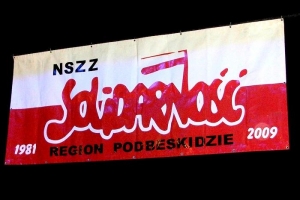 NSZZ
SOLIDARNOŚĆ
1981 REGION PODBESKIDZIE 2009